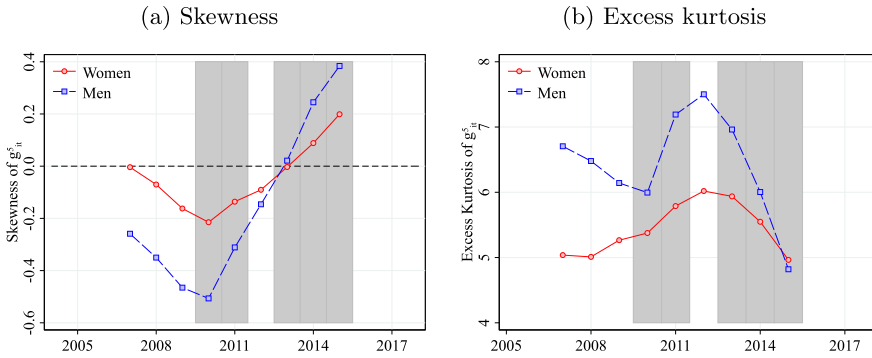 (a) Skewness
Skewness of g⁵ᵢₜ
0.4
0.2
0.0
-0.2
-0.4
-0.6
Women
Men
2005 2008 2011 2014 2017
(b) Excess kurtosis
Excess Kurtosis of g⁵ᵢₜ
8
7
6
5
4
Women
Men
2005 2008 2011 2014 2017